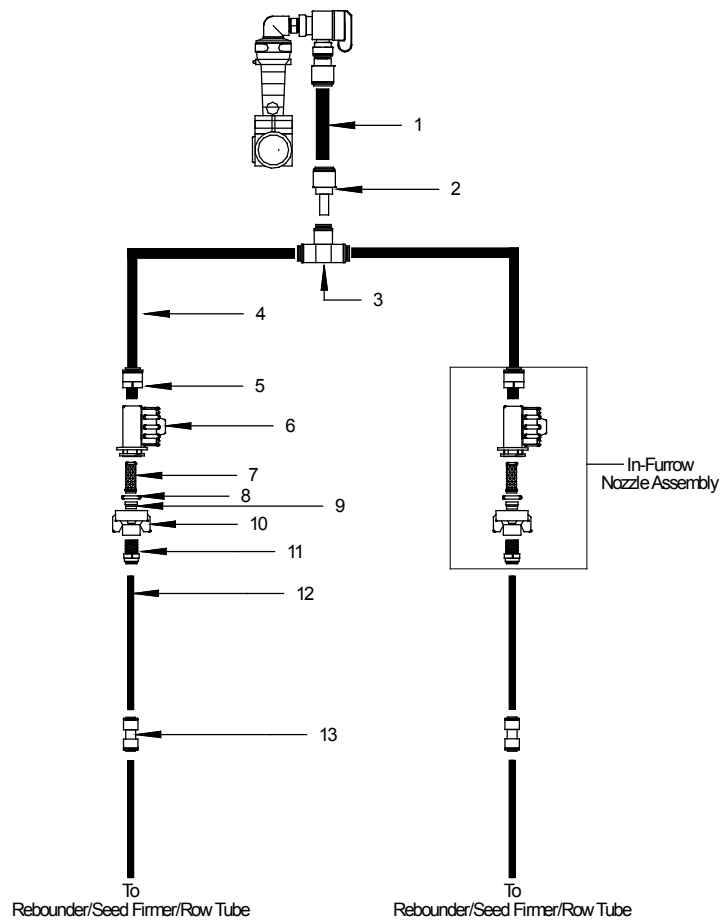 1
2
3
4
5
6
7
8
9
10
11
12
13
In-Furrow
Nozzle Assembly
To
Rebounder/Seed Firmer/Row Tube
To
Rebounder/Seed Firmer/Row Tube